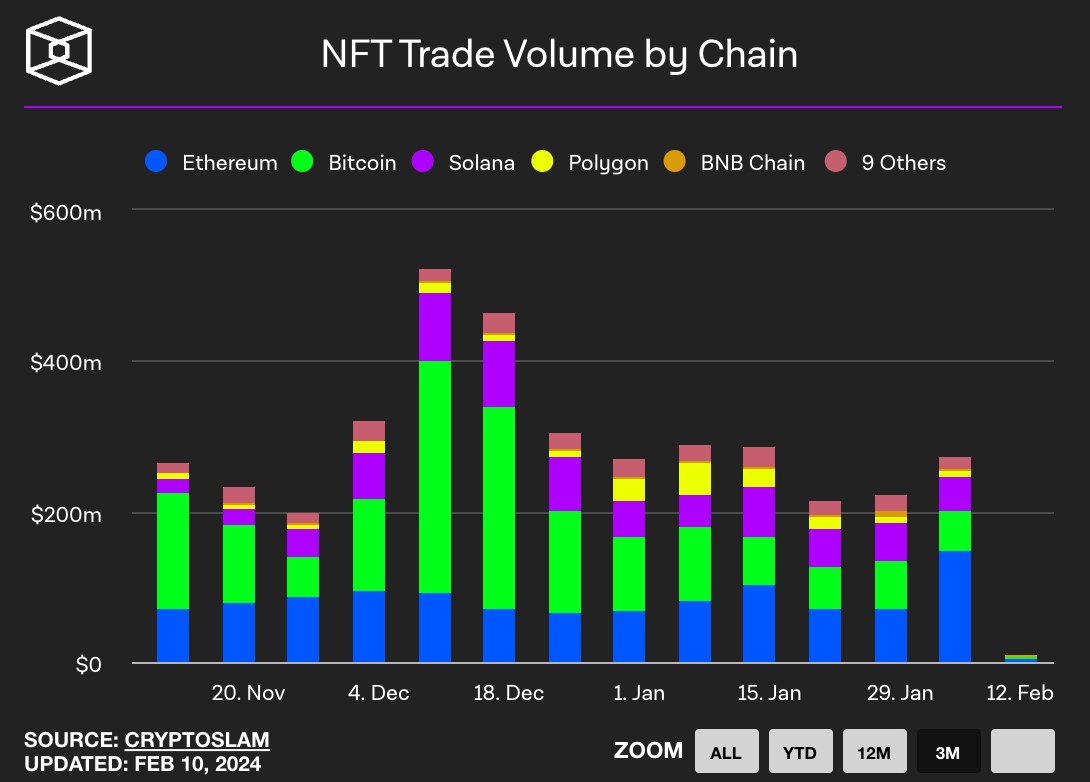 NFT Trade Volume by Chain
Ethereum Bitcoin Solana Polygon BNB Chain 9 Others
$600m
$400m
$200m
$0
20. Nov 4. Dec 18. Dec 1. Jan 15. Jan 29. Jan 12. Feb
SOURCE: CRYPTOSLAM
UPDATED: FEB 10, 2024
ZOOM ALL YTD 12M 3M